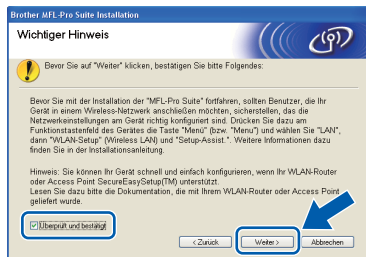 Brother MFL-Pro Suite Installation
Wichtiger Hinweis
Bevor Sie auf "Weiter" klicken, bestätigen Sie bitte Folgendes:
Bevor Sie mit der Installation der "MFL-Pro Suite" fortfahren, sollten Benutzer, die Ihr
Gerät in einem Wireless-Netzwerk anschließen möchten, sicherstellen, das die
Netzwerkeinstellungen am Gerät richtig konfiguriert sind. Drücken Sie dazu am
Funktionstastenfeld des Gerätes die Taste "Menü" (bzw. "Menu") und wählen Sie "LAN",
dann "WLAN-Setup" (Wireless LAN) und "Setup-Assist.". Weitere Informationen dazu
finden Sie in der Installationsanleitung.
Hinweis: Sie können Ihr Gerät schnell und einfach konfigurieren, wenn Ihr WLAN-Router
oder Access Point SecureEasySetup(TM) unterstützt.
Lesen Sie dazu bitte die Dokumentation, die mit Ihrem WLAN-Router oder Access Point
geliefert wurde.
Überprüft und bestätigt
< Zurück Weiter > Abbrechen